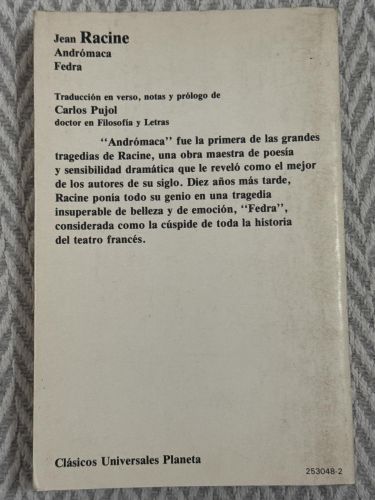 Jean Racine
Andrómaca
Fedra
Traducción en verso, notas y prólogo de
Carlos Pujol
doctor en Filosofía y Letras
“Andrómaca” fue la primera de las grandes
tragedias de Racine, una obra maestra de poesía
y sensibilidad dramática que le reveló como el mejor
de los autores de su siglo. Diez años más tarde,
Racine ponía todo su genio en una tragedia
insuperable de belleza y de emoción, “Fedra”,
considerada como la cúspide de toda la historia
del teatro francés.
Clásicos Universales Planeta
253048-2